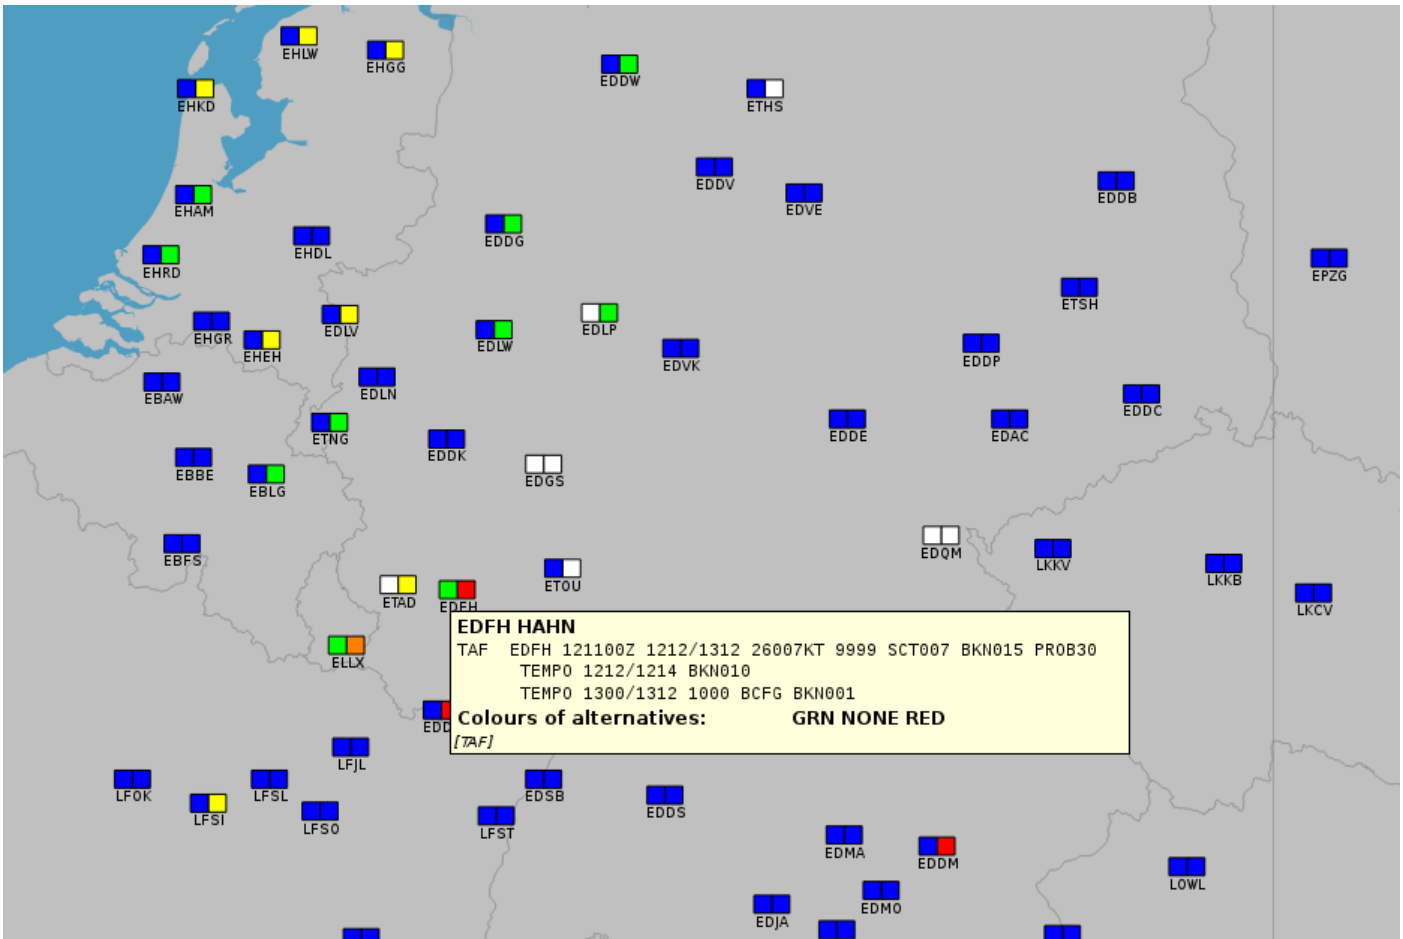 EHLW
EHGG
EDDW
EHKD
ETHS
EDDV
EDVE
EDDB
EHAM
EDDG
EHDL
EHRD
EPZG
ETSH
EHGR
EHEH
EDLV
EDLW
EDLP
EDVK
EDDP
EBAW
EDLN
EDDC
ETNG
EDDE
EDAC
EDDK
EBBE
EBLG
EDGS
EBFS
EDQM
LKKV
LKKB
ETOU
ETAD
EDFH
LKCV
ELLX
EDFH HAHN
TAF EDFH 121100Z 1212/1312 26007KT 9999 SCT007 BKN015 PROB30
TEMPO 1212/1214 BKN010
TEMPO 1300/1312 1000 BCFG BKN001
Colours of alternatives: GRN NONE RED
[TAF]
EDD
LFJL
LFOK
LFSI
LFSL
LFSO
LFST
EDSB
EDDS
EDMA
EDDM
LOWL
EDJA
EDMO